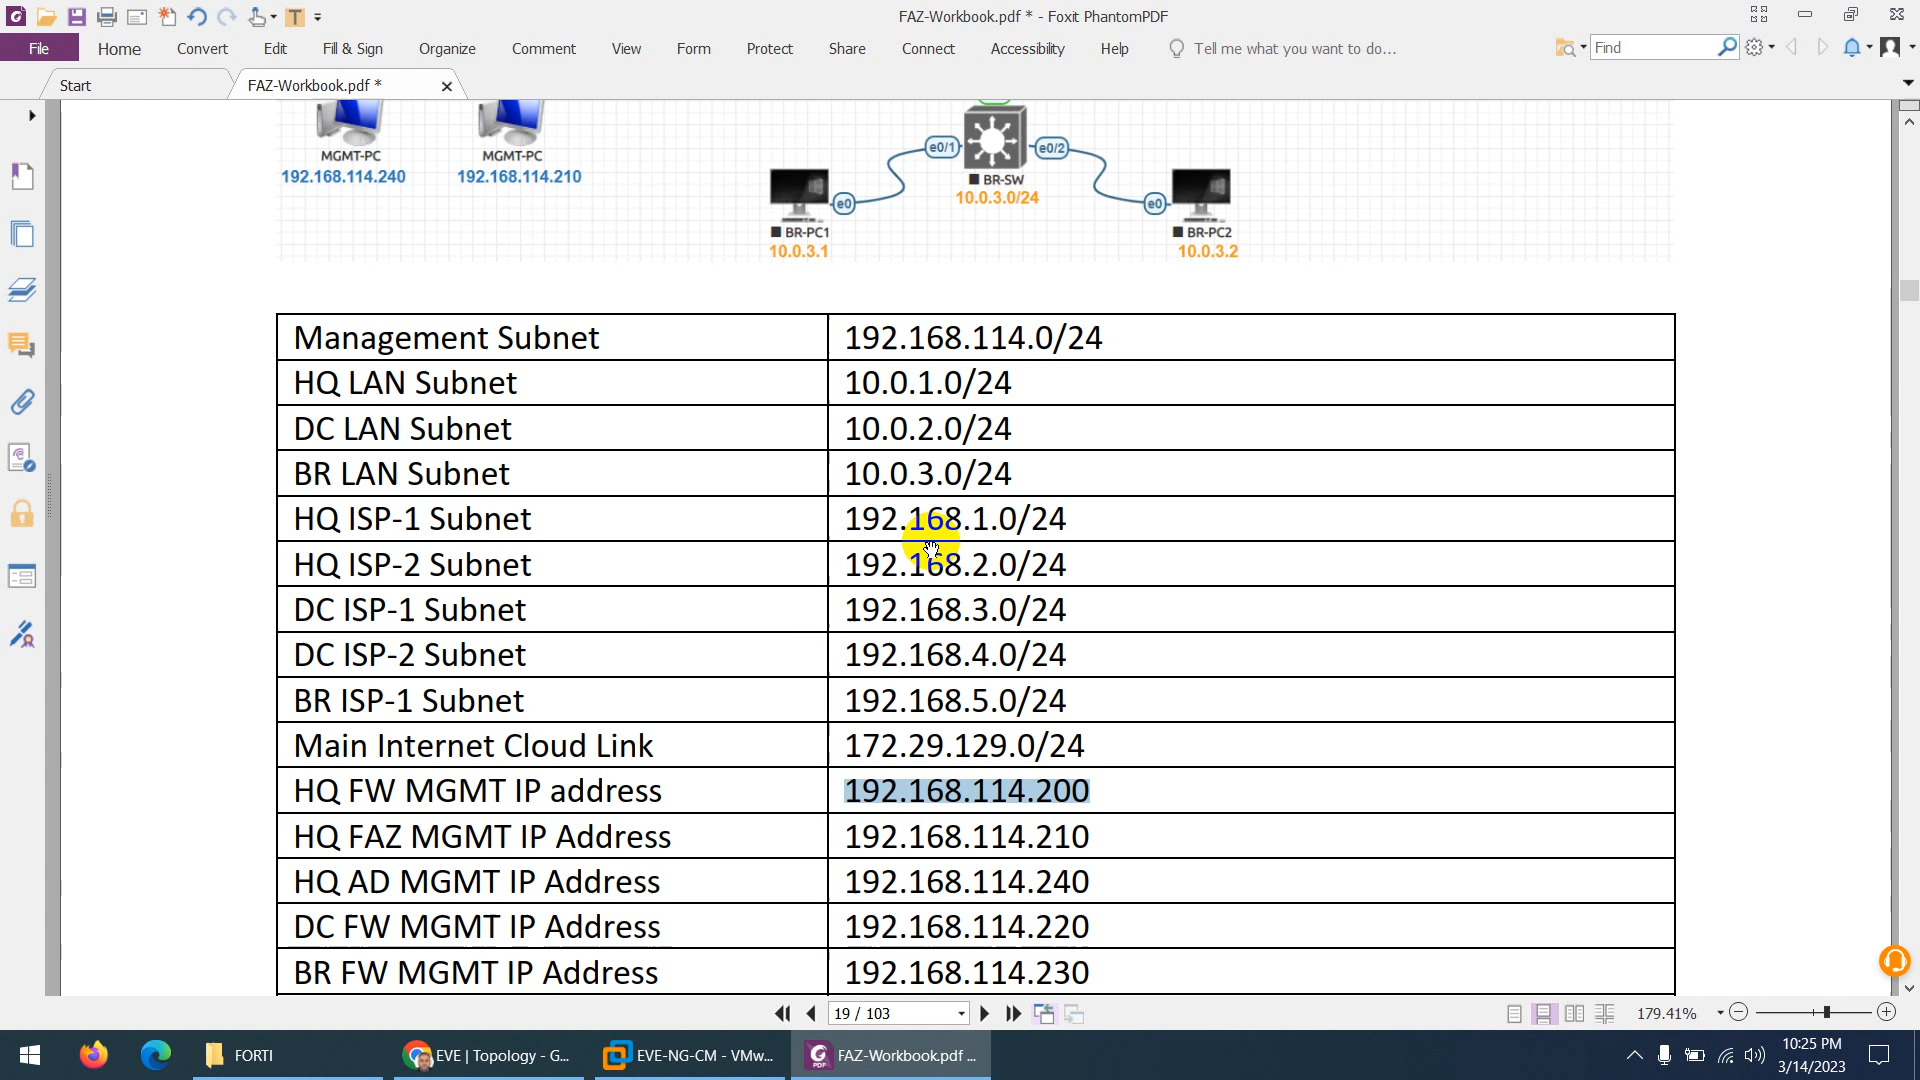 FAZ-Workbook.pdf * - Foxit PhantomPDF
File Home Convert Edit Fill & Sign Organize Comment View Form Protect Share Connect Accessibility Help Tell me what you want to do... Find
Start FAZ-Workbook.pdf *
MGMT-PC MGMT-PC
192.168.114.240 192.168.114.210
e0/1 e0/2
BR-SW
10.0.3.0/24
e0 e0
BR-PC1 BR-PC2
10.0.3.1 10.0.3.2
Management Subnet 192.168.114.0/24
HQ LAN Subnet 10.0.1.0/24
DC LAN Subnet 10.0.2.0/24
BR LAN Subnet 10.0.3.0/24
HQ ISP-1 Subnet 192.168.1.0/24
HQ ISP-2 Subnet 192.168.2.0/24
DC ISP-1 Subnet 192.168.3.0/24
DC ISP-2 Subnet 192.168.4.0/24
BR ISP-1 Subnet 192.168.5.0/24
Main Internet Cloud Link 172.29.129.0/24
HQ FW MGMT IP address 192.168.114.200
HQ FAZ MGMT IP Address 192.168.114.210
HQ AD MGMT IP Address 192.168.114.240
DC FW MGMT IP Address 192.168.114.220
BR FW MGMT IP Address 192.168.114.230
19 / 103 179.41%
FORTI EVE | Topology - G... EVE-NG-CM - VMw... FAZ-Workbook.pdf ... 10:25 PM
3/14/2023